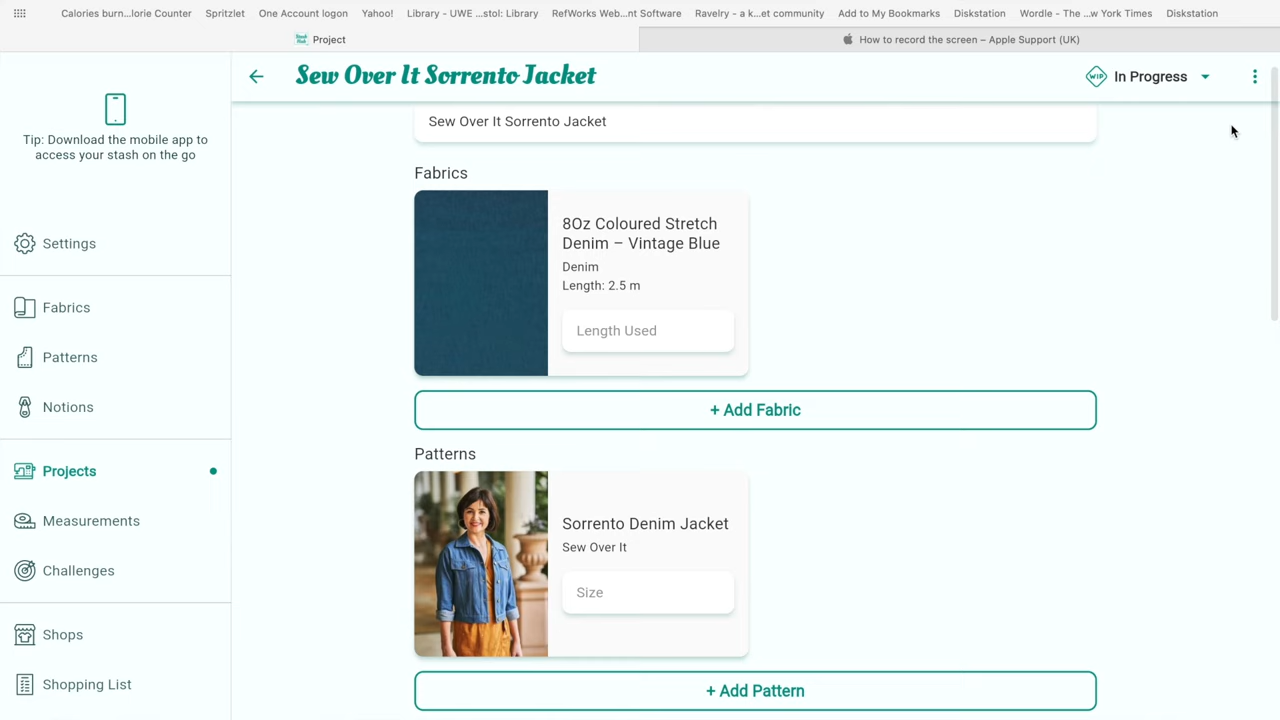 Calories burn...lorie Counter
Spritzlet
One Account logon
Yahoo!
Library - UWE ...stol: Library
RefWorks Web...nt Software
Ravelry - a k...et community
Add to My Bookmarks
Diskstation
Wordle - The ...w York Times
Diskstation
Project
How to record the screen – Apple Support (UK)
Tip: Download the mobile app to
access your stash on the go
Settings
Fabrics
Patterns
Notions
Projects
Measurements
Challenges
Shops
Shopping List
Sew Over It Sorrento Jacket
WIP
In Progress
Sew Over It Sorrento Jacket
Fabrics
8Oz Coloured Stretch
Denim – Vintage Blue
Denim
Length: 2.5 m
Length Used
+ Add Fabric
Patterns
Sorrento Denim Jacket
Sew Over It
Size
+ Add Pattern